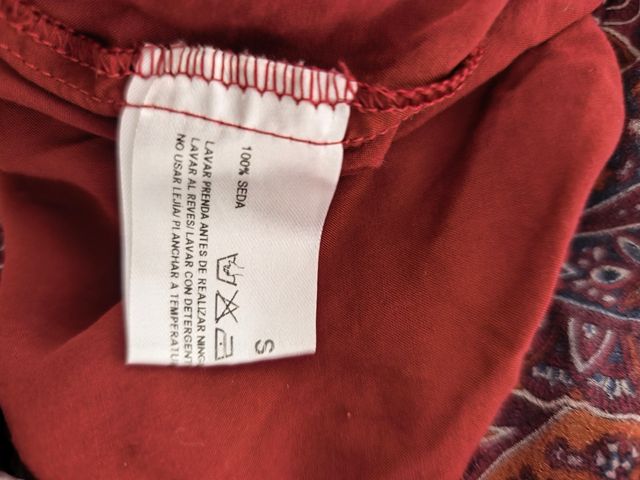 100% SEDA
S
LAVAR PRENDA ANTES DE REALIZAR
LAVAR AL REVES/ LAVAR CON
NO USAR LEJIA/ PLANCHAR A